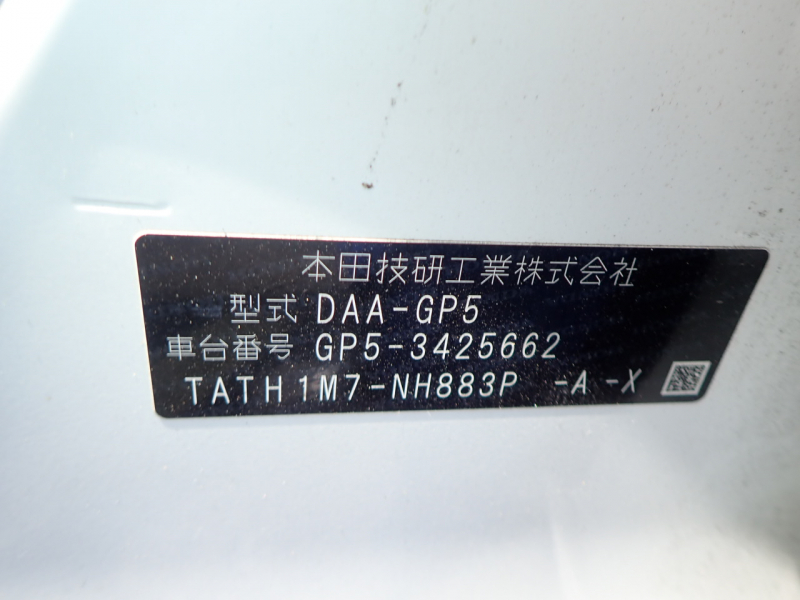 本田技研工業株式会社
型式 DAA-GP5
車台番号 GP5-3425662
TATH1M7-NH883P -A -X